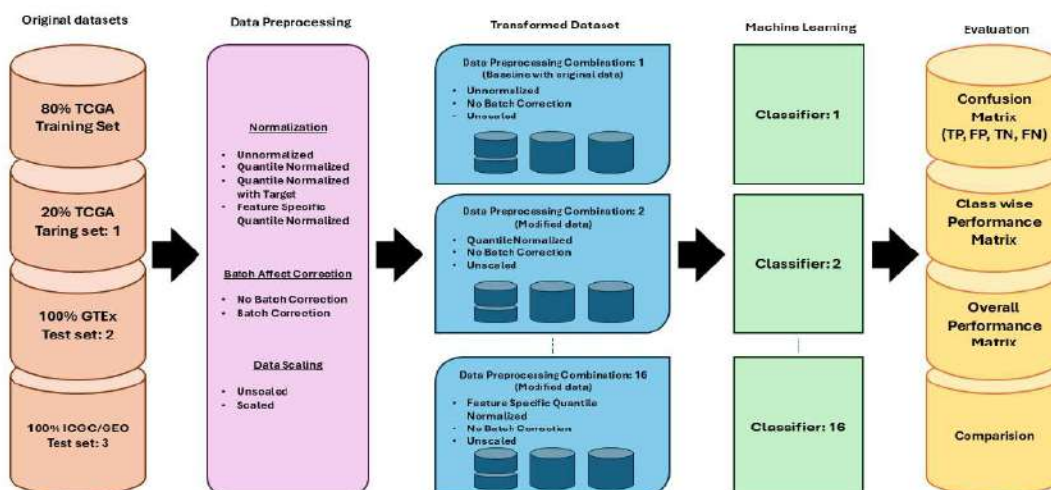 Original datasets
80% TCGA
Training Set
20% TCGA
Taring set: 1
100% GTEx
Test set: 2
100% ICGC/GEO
Test set: 3
Data Preprocessing
Normalization
• Unnormalized
• Quantile Normalized
• Quantile Normalized
with Target
• Feature Specific
Quantile Normalized
Batch Affect Correction
• No Batch Correction
• Batch Correction
Data Scaling
• Unscaled
• Scaled
Transformed Dataset
Data Preprocessing Combination: 1
(Baseline with original data)
• Unnormalized
• No Batch Correction
• Unscaled
Data Preprocessing Combination: 2
(Modified data)
• Quantile Normalized
• No Batch Correction
• Unscaled
Data Preprocessing Combination: 16
(Modified data)
• Feature Specific Quantile
Normalized
• No Batch Correction
• Unscaled
Machine Learning
Classifier: 1
Classifier: 2
Classifier: 16
Evaluation
Confusion
Matrix
(TP, FP, TN, FN)
Class wise
Performance
Matrix
Overall
Performance
Matrix
Comparision